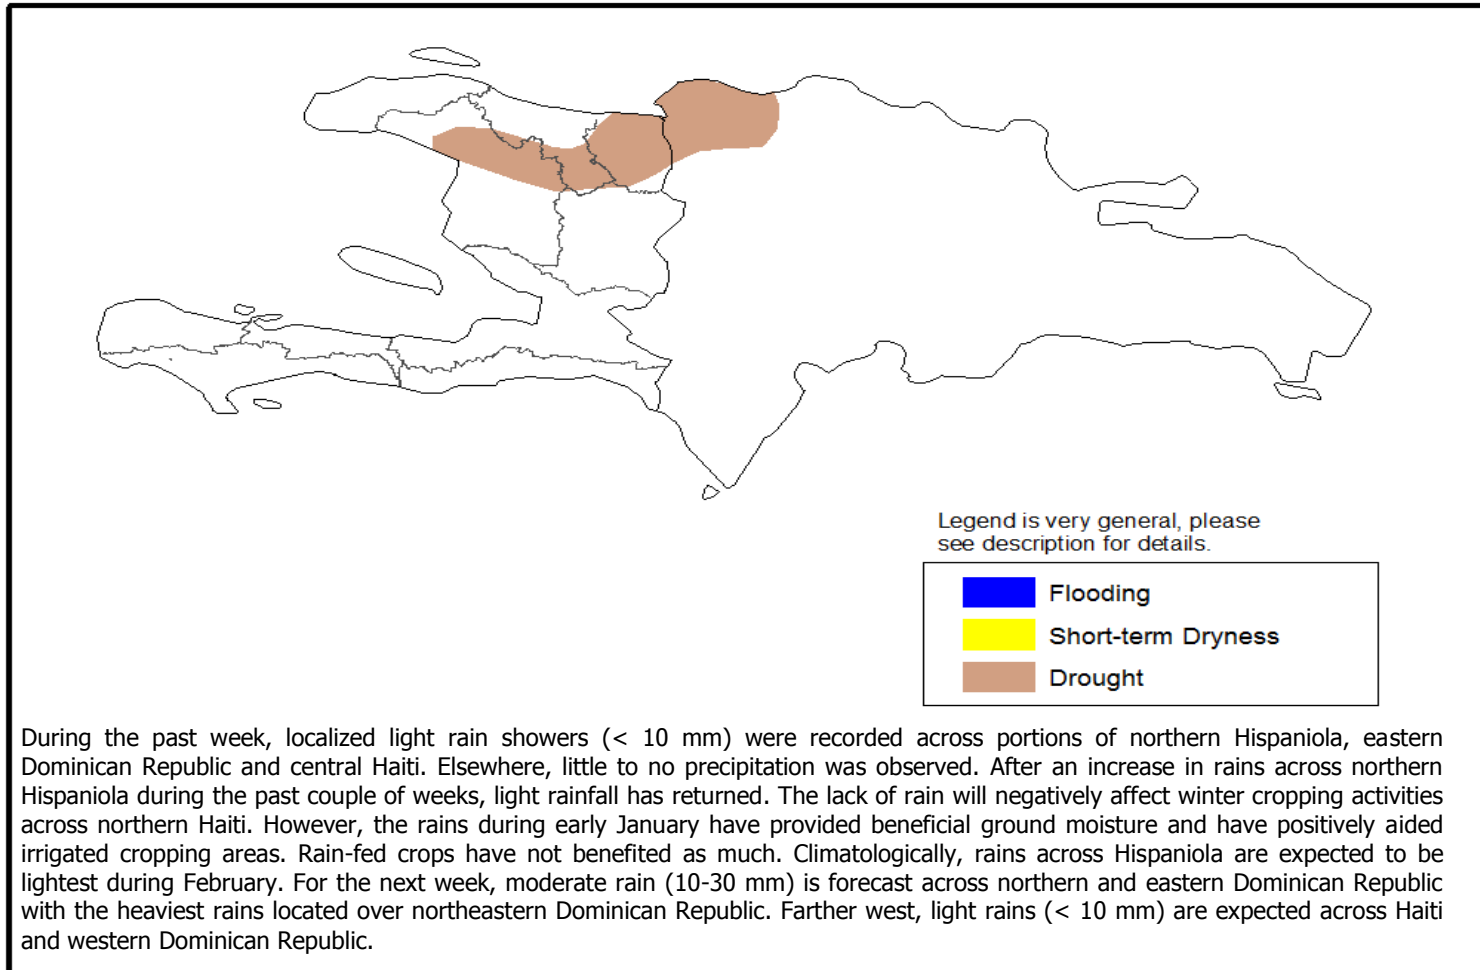 Legend is very general, please
see description for details.
Flooding
Short-term Dryness
Drought
During the past week, localized light rain showers (< 10 mm) were recorded across portions of northern Hispaniola, eastern
Dominican Republic and central Haiti. Elsewhere, little to no precipitation was observed. After an increase in rains across northern
Hispaniola during the past couple of weeks, light rainfall has returned. The lack of rain will negatively affect winter cropping activities
across northern Haiti. However, the rains during early January have provided beneficial ground moisture and have positively aided
irrigated cropping areas. Rain-fed crops have not benefited as much. Climatologically, rains across Hispaniola are expected to be
lightest during February. For the next week, moderate rain (10-30 mm) is forecast across northern and eastern Dominican Republic
with the heaviest rains located over northeastern Dominican Republic. Farther west, light rains (< 10 mm) are expected across Haiti
and western Dominican Republic.